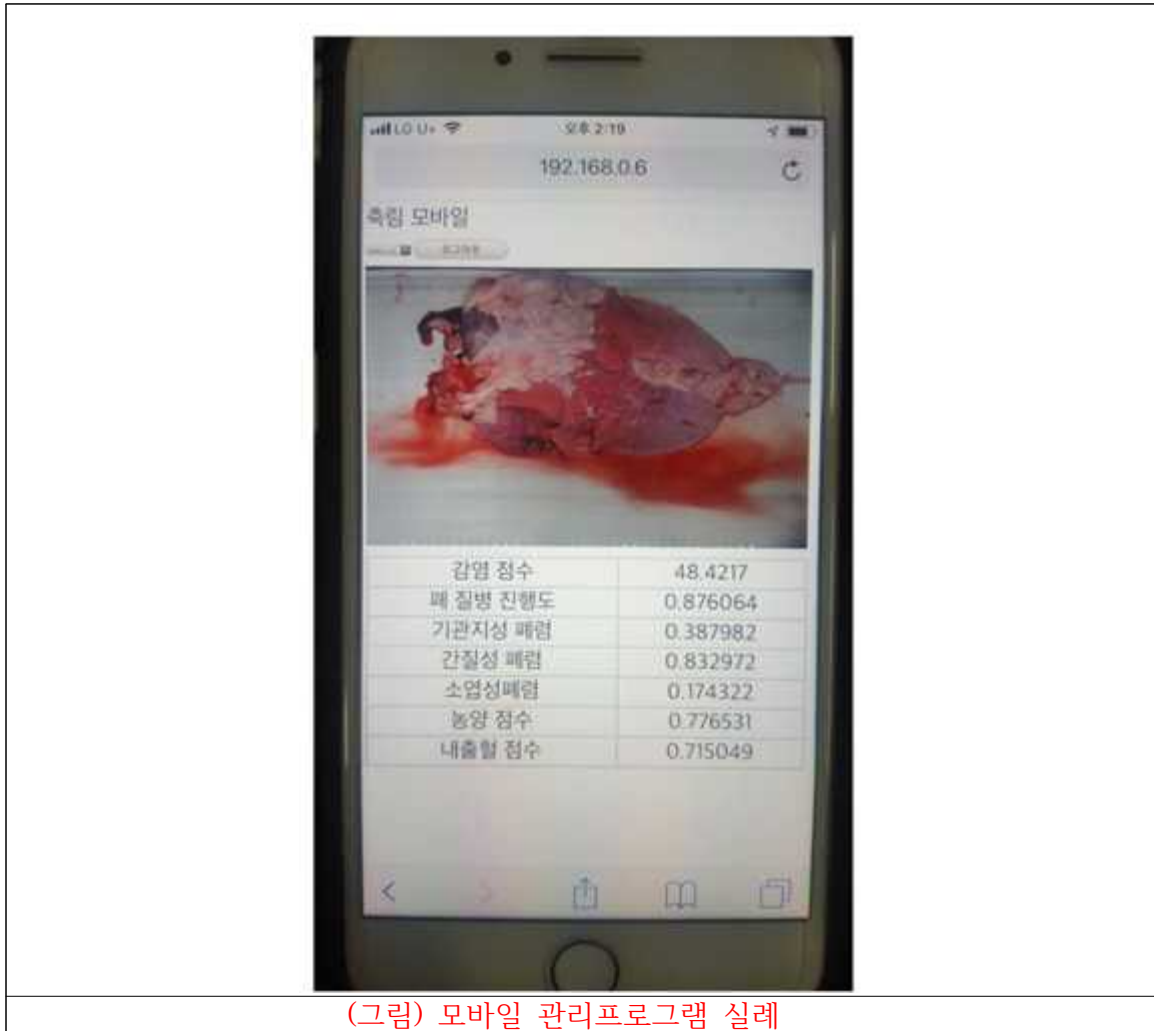 LG U+ 오후 2:19
192.168.0.6
축림 모바일
로그아웃
감염 점수 48.4217
폐 질병 진행도 0.876064
기관지성 폐렴 0.387982
간질성 폐렴 0.832972
소엽성폐렴 0.174322
농양 점수 0.776531
내출혈 점수 0.715049
(그림) 모바일 관리프로그램 실례